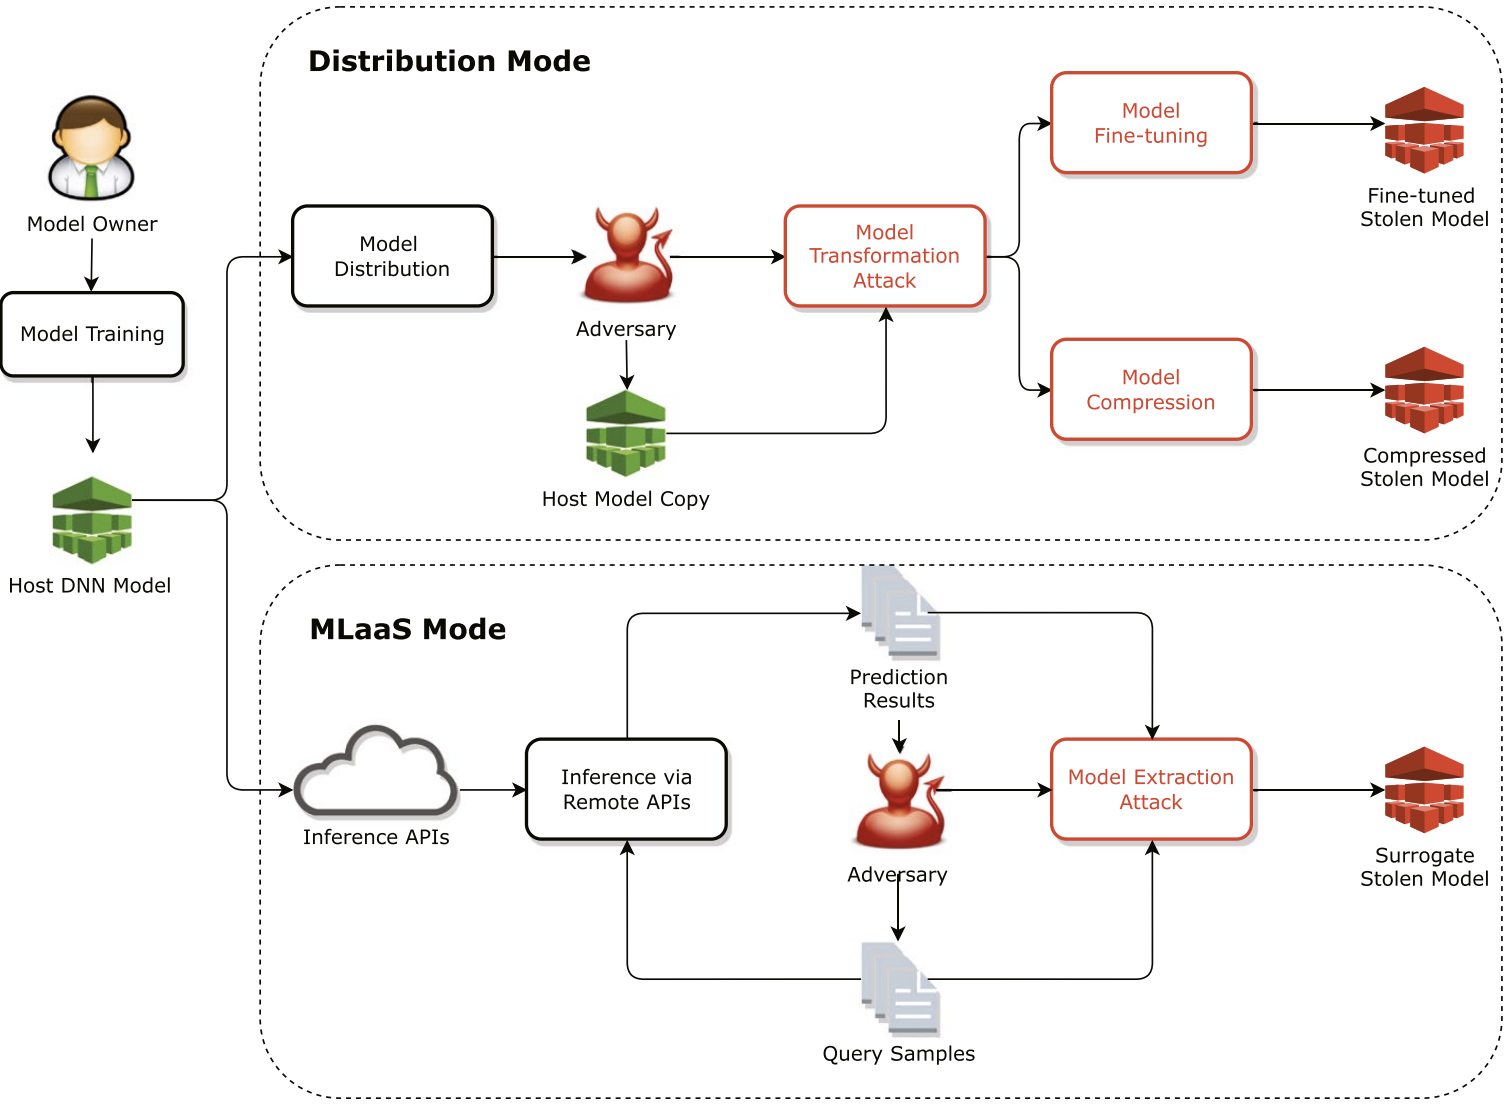 Distribution Mode
Model Owner
Model Training
Host DNN Model
Model
Distribution
Adversary
Host Model Copy
Model
Transformation
Attack
Model
Fine-tuning
Fine-tuned
Stolen Model
Model
Compression
Compressed
Stolen Model
MLaaS Mode
Inference APIs
Inference via
Remote APIs
Prediction
Results
Adversary
Query Samples
Model Extraction
Attack
Surrogate
Stolen Model